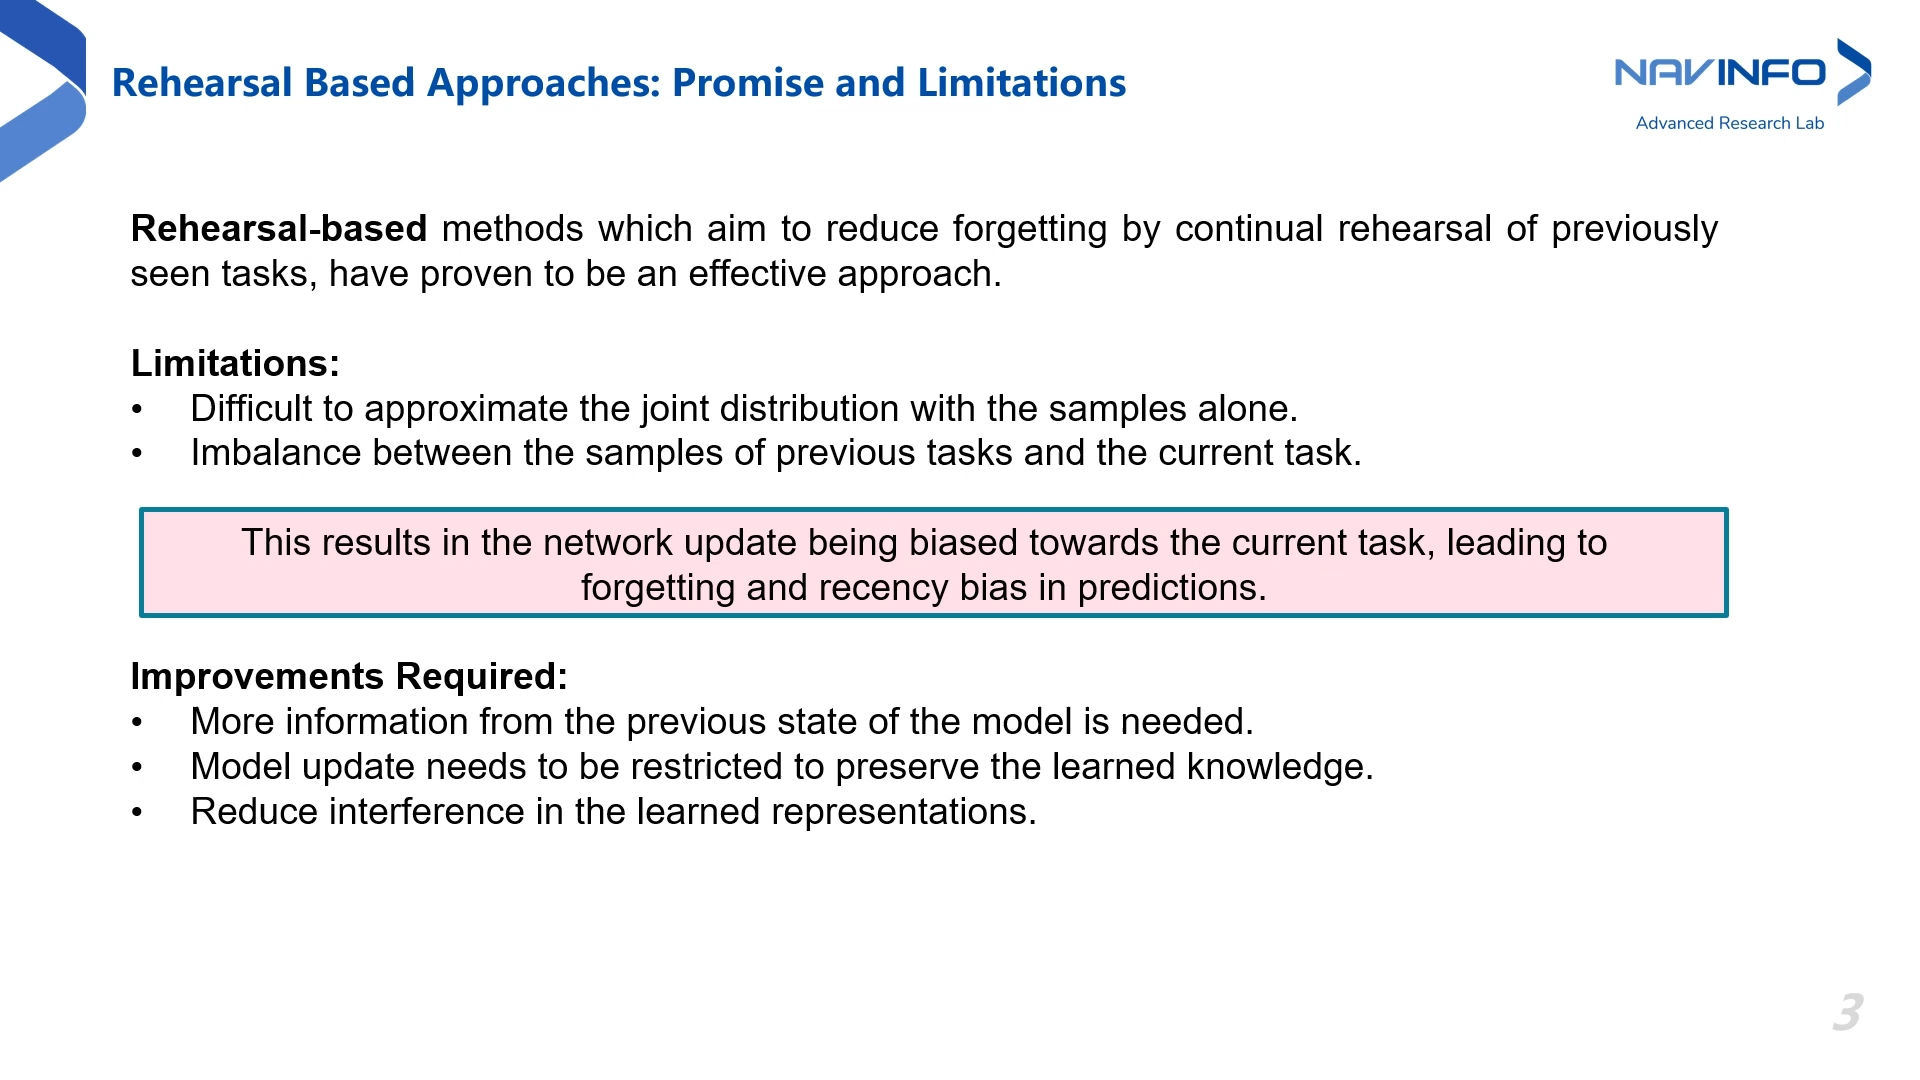 Rehearsal Based Approaches: Promise and Limitations
NAVINFO
Advanced Research Lab
Rehearsal-based methods which aim to reduce forgetting by continual rehearsal of previously
seen tasks, have proven to be an effective approach.
Limitations:
• Difficult to approximate the joint distribution with the samples alone.
• Imbalance between the samples of previous tasks and the current task.
This results in the network update being biased towards the current task, leading to
forgetting and recency bias in predictions.
Improvements Required:
• More information from the previous state of the model is needed.
• Model update needs to be restricted to preserve the learned knowledge.
• Reduce interference in the learned representations.
3